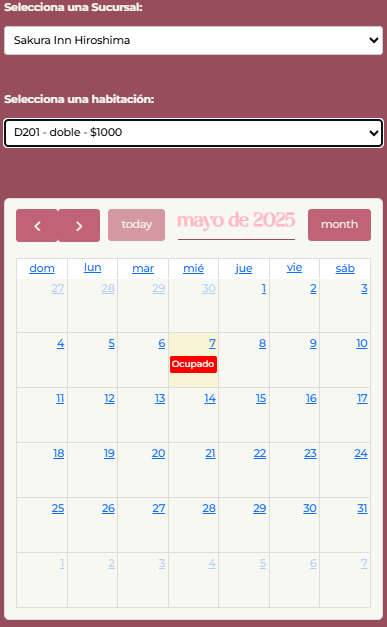 Selecciona una Sucursal:
Sakura Inn Hiroshima
Selecciona una habitación:
D201 - doble - $1000
today mayo de 2025 month
dom lun mar mié jue vie sáb
27 28 29 30 1 2 3
4 5 6 7 8 9 10
Ocupado
11 12 13 14 15 16 17
18 19 20 21 22 23 24
25 26 27 28 29 30 31
1 2 3 4 5 6 7